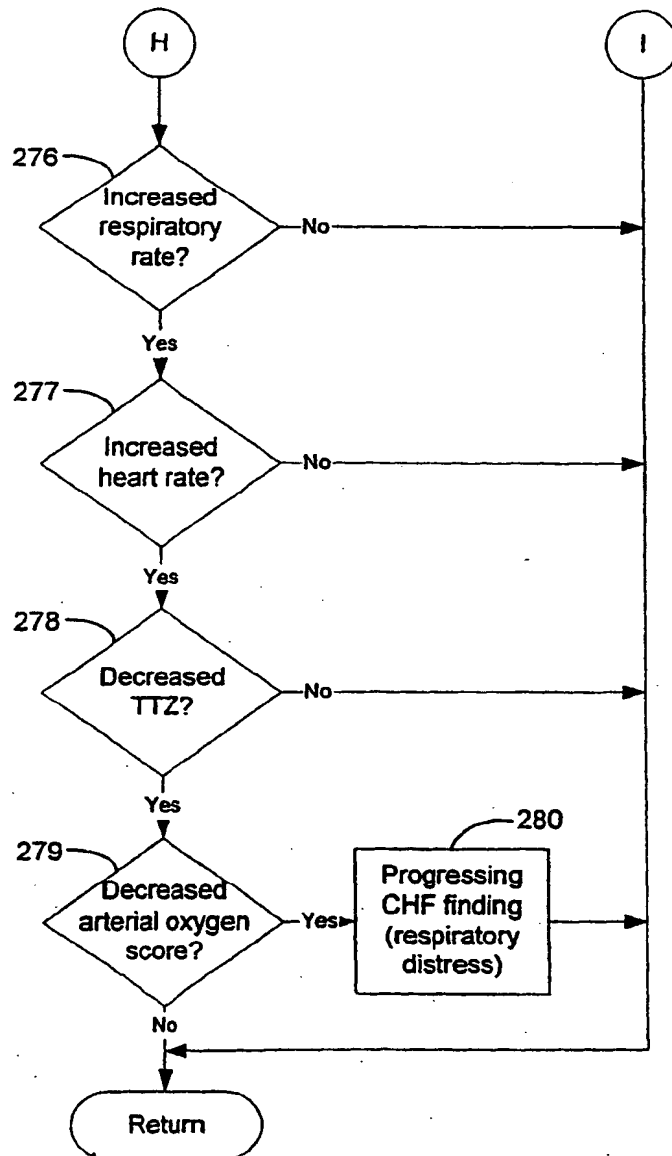 H
I
276
Increased
respiratory
rate?
No
Yes
277
Increased
heart rate?
No
Yes
278
Decreased
TTZ?
No
Yes
279
Decreased
arterial oxygen
score?
Yes
280
Progressing
CHF finding
(respiratory
distress)
No
Return